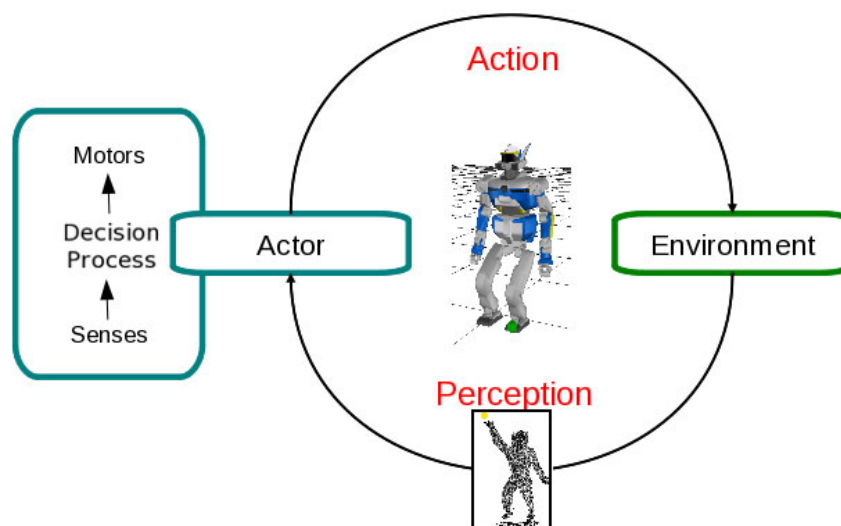 Action
Motors
Decision
Process
Senses
Actor
Environment
Perception